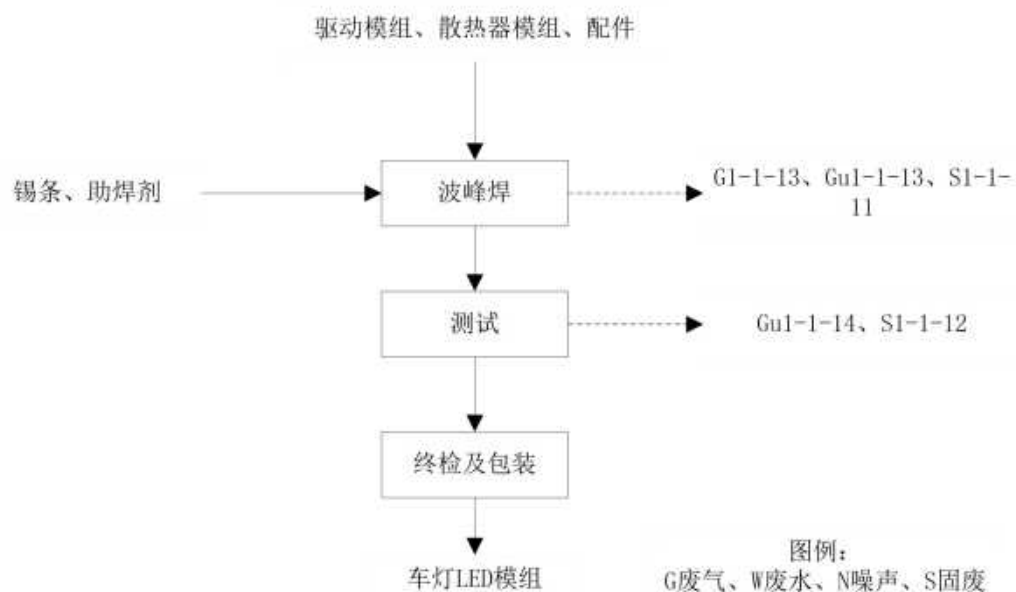 驱动模组、散热器模组、配件
锡条、助焊剂
波峰焊
G1-1-13、Gu1-1-13、S1-1-
11
测试
Gu1-1-14、S1-1-12
终检及包装
车灯LED模组
图例：
G废气、W废水、N噪声、S固废